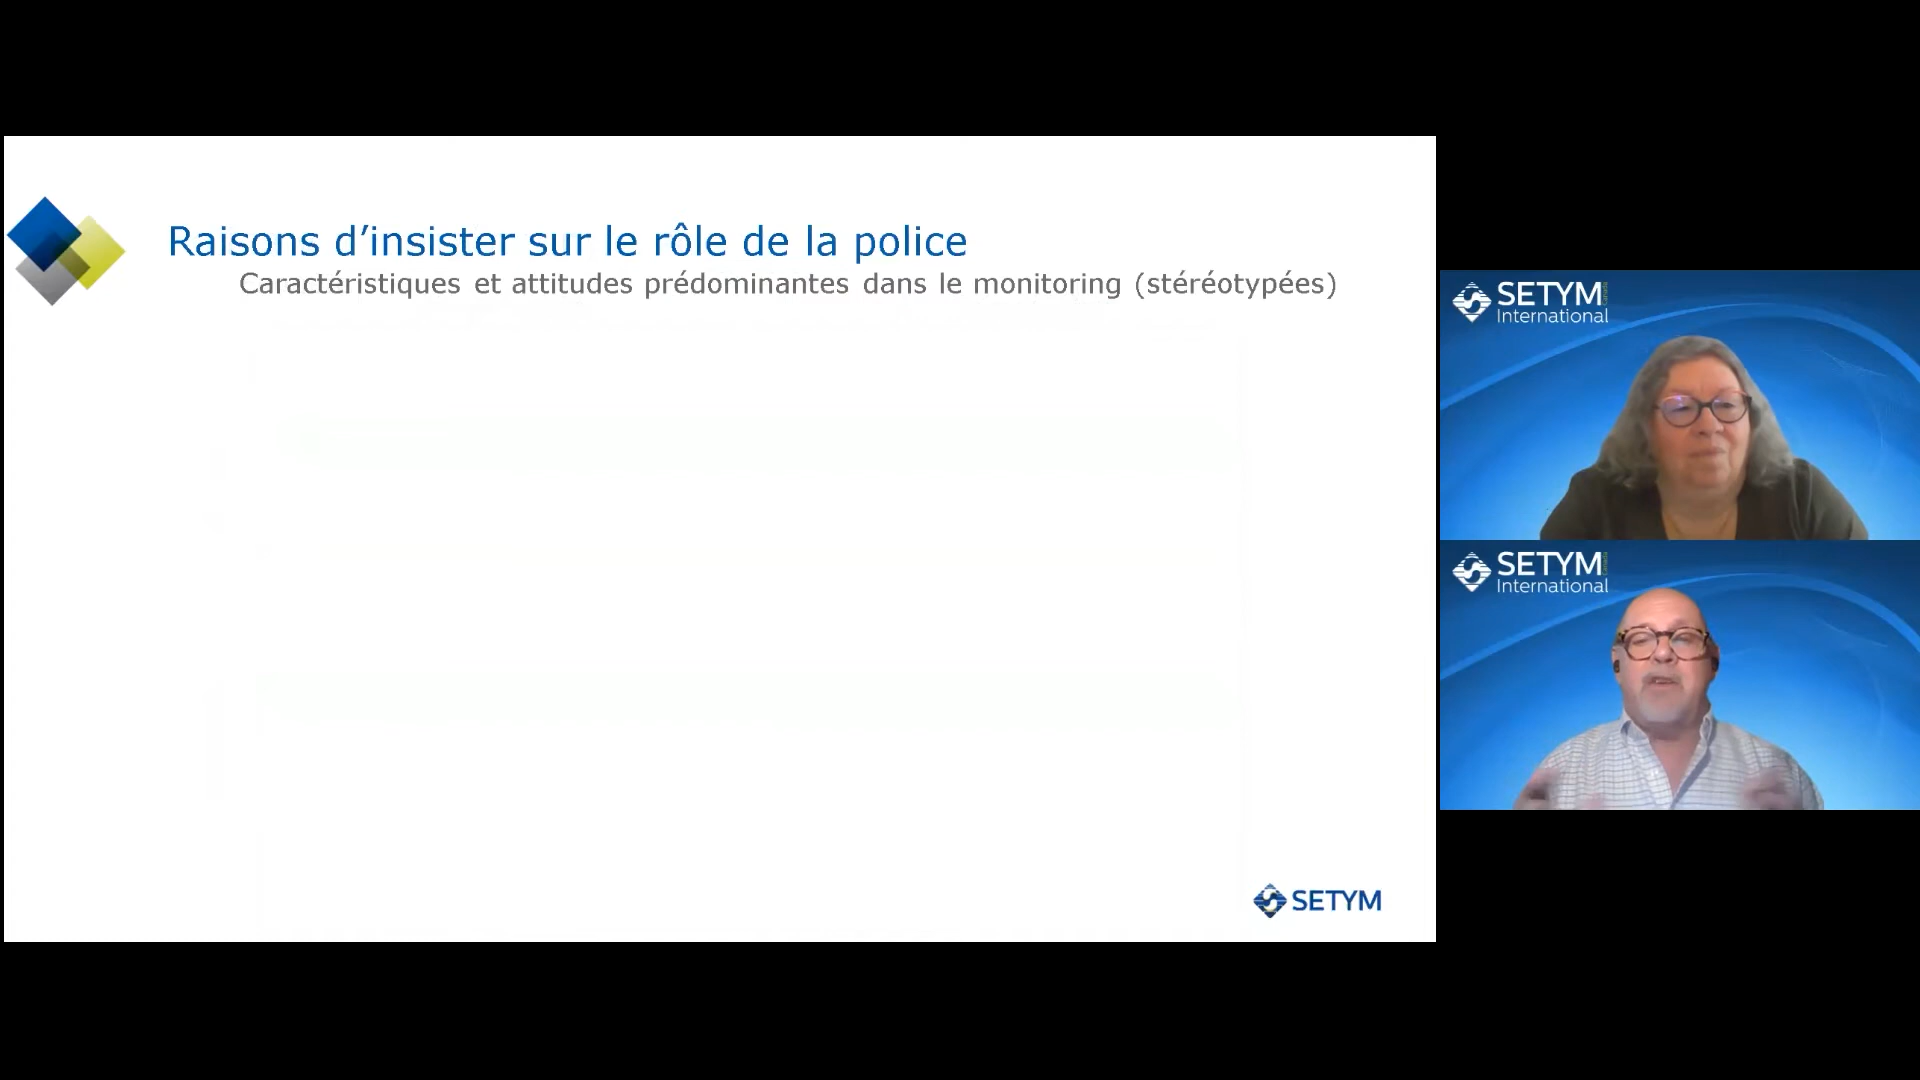 Raisons d’insister sur le rôle de la police
Caractéristiques et attitudes prédominantes dans le monitoring (stéréotypées)
SETYM
SETYM
International
SETYM
International